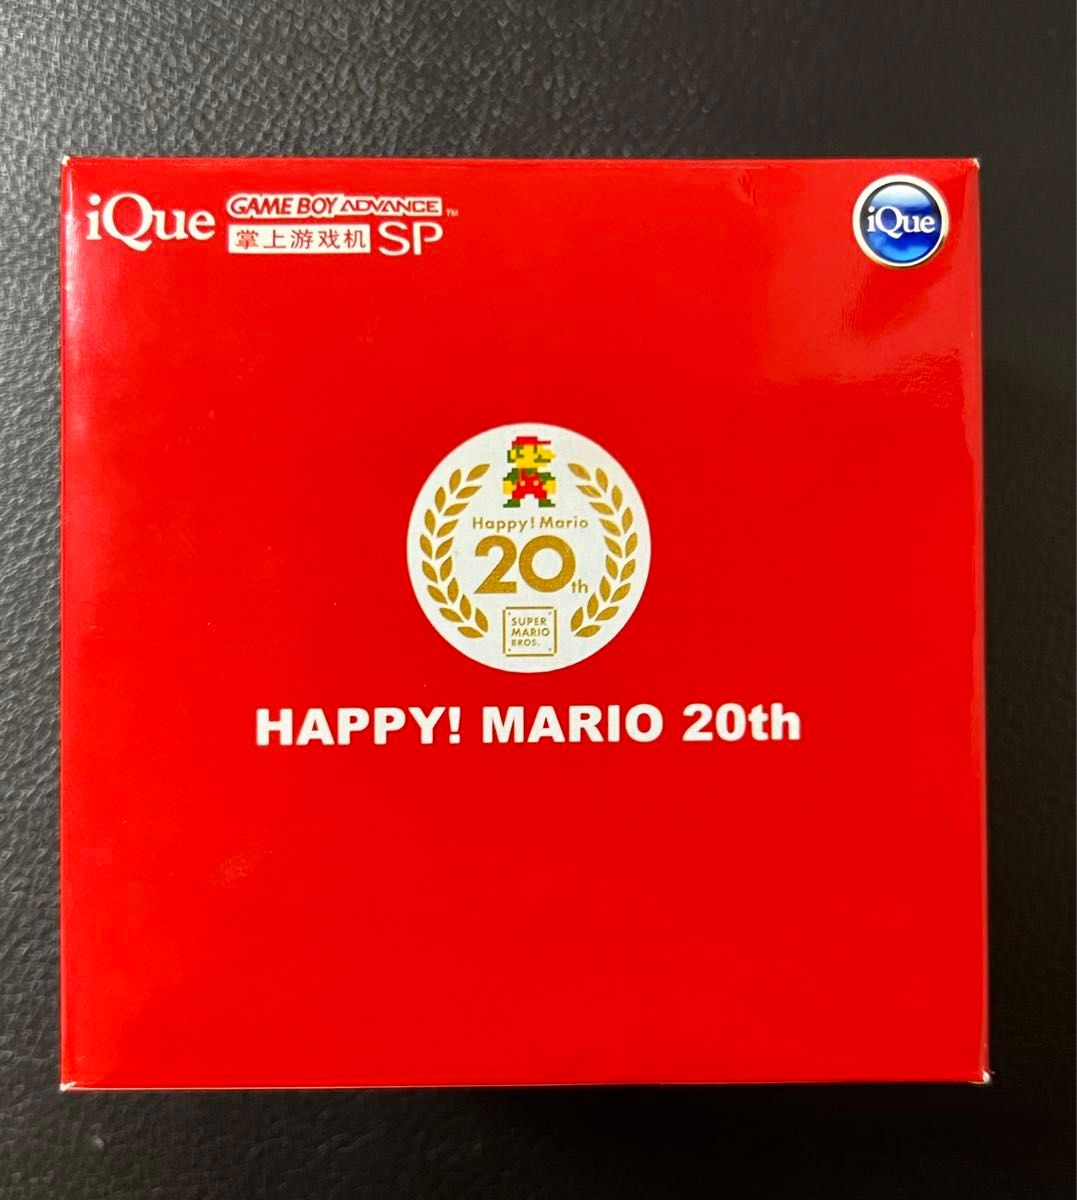 iQue
GAME BOY ADVANCE™
掌上游戏机 SP
iQue
Happy! Mario
20th
SUPER
MARIO
BROS.
HAPPY! MARIO 20th